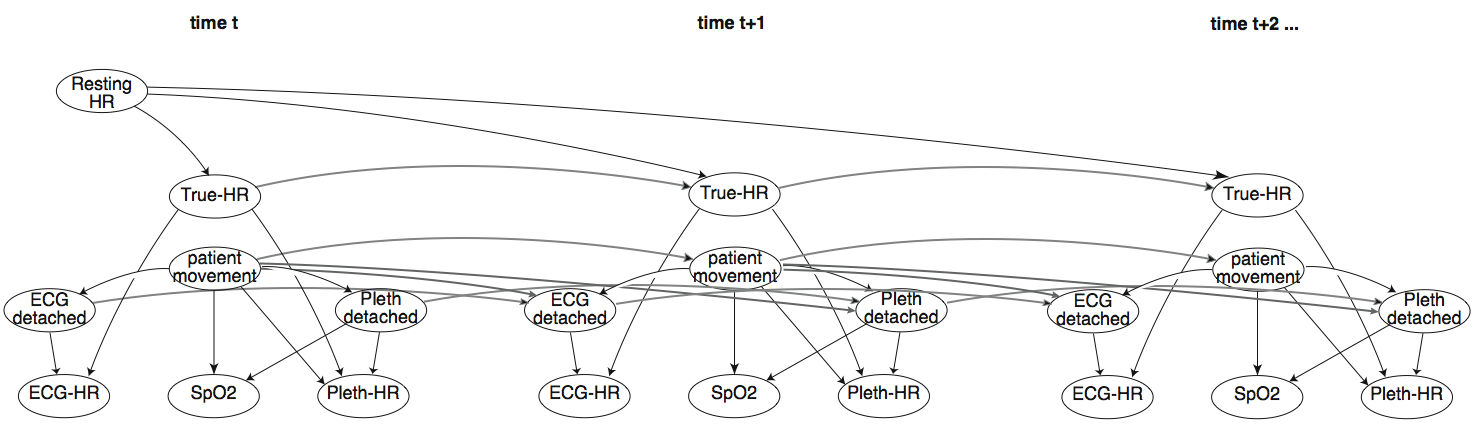 time t
time t+1
time t+2 ...
Resting
HR
True-HR
True-HR
True-HR
patient
movement
patient
movement
patient
movement
ECG
detached
Pleth
detached
ECG
detached
Pleth
detached
ECG
detached
Pleth
detached
ECG-HR
SpO2
Pleth-HR
ECG-HR
SpO2
Pleth-HR
ECG-HR
SpO2
Pleth-HR